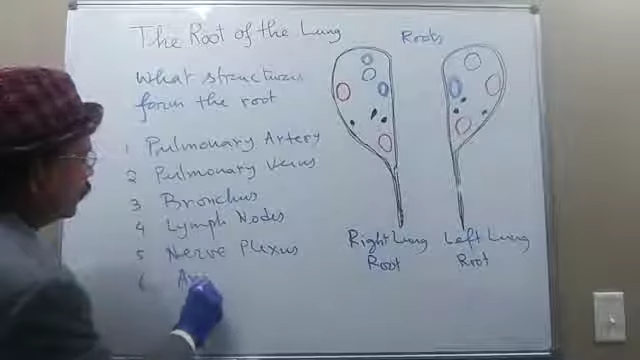 The Root of the Lung
Roots
What structures
form the root
1 Pulmonary Artery
2 Pulmonary Veins
3 Bronchus
4 Lymph Nodes
5 Nerve Plexus
6
Right Lung
Root
Left Lung
Root